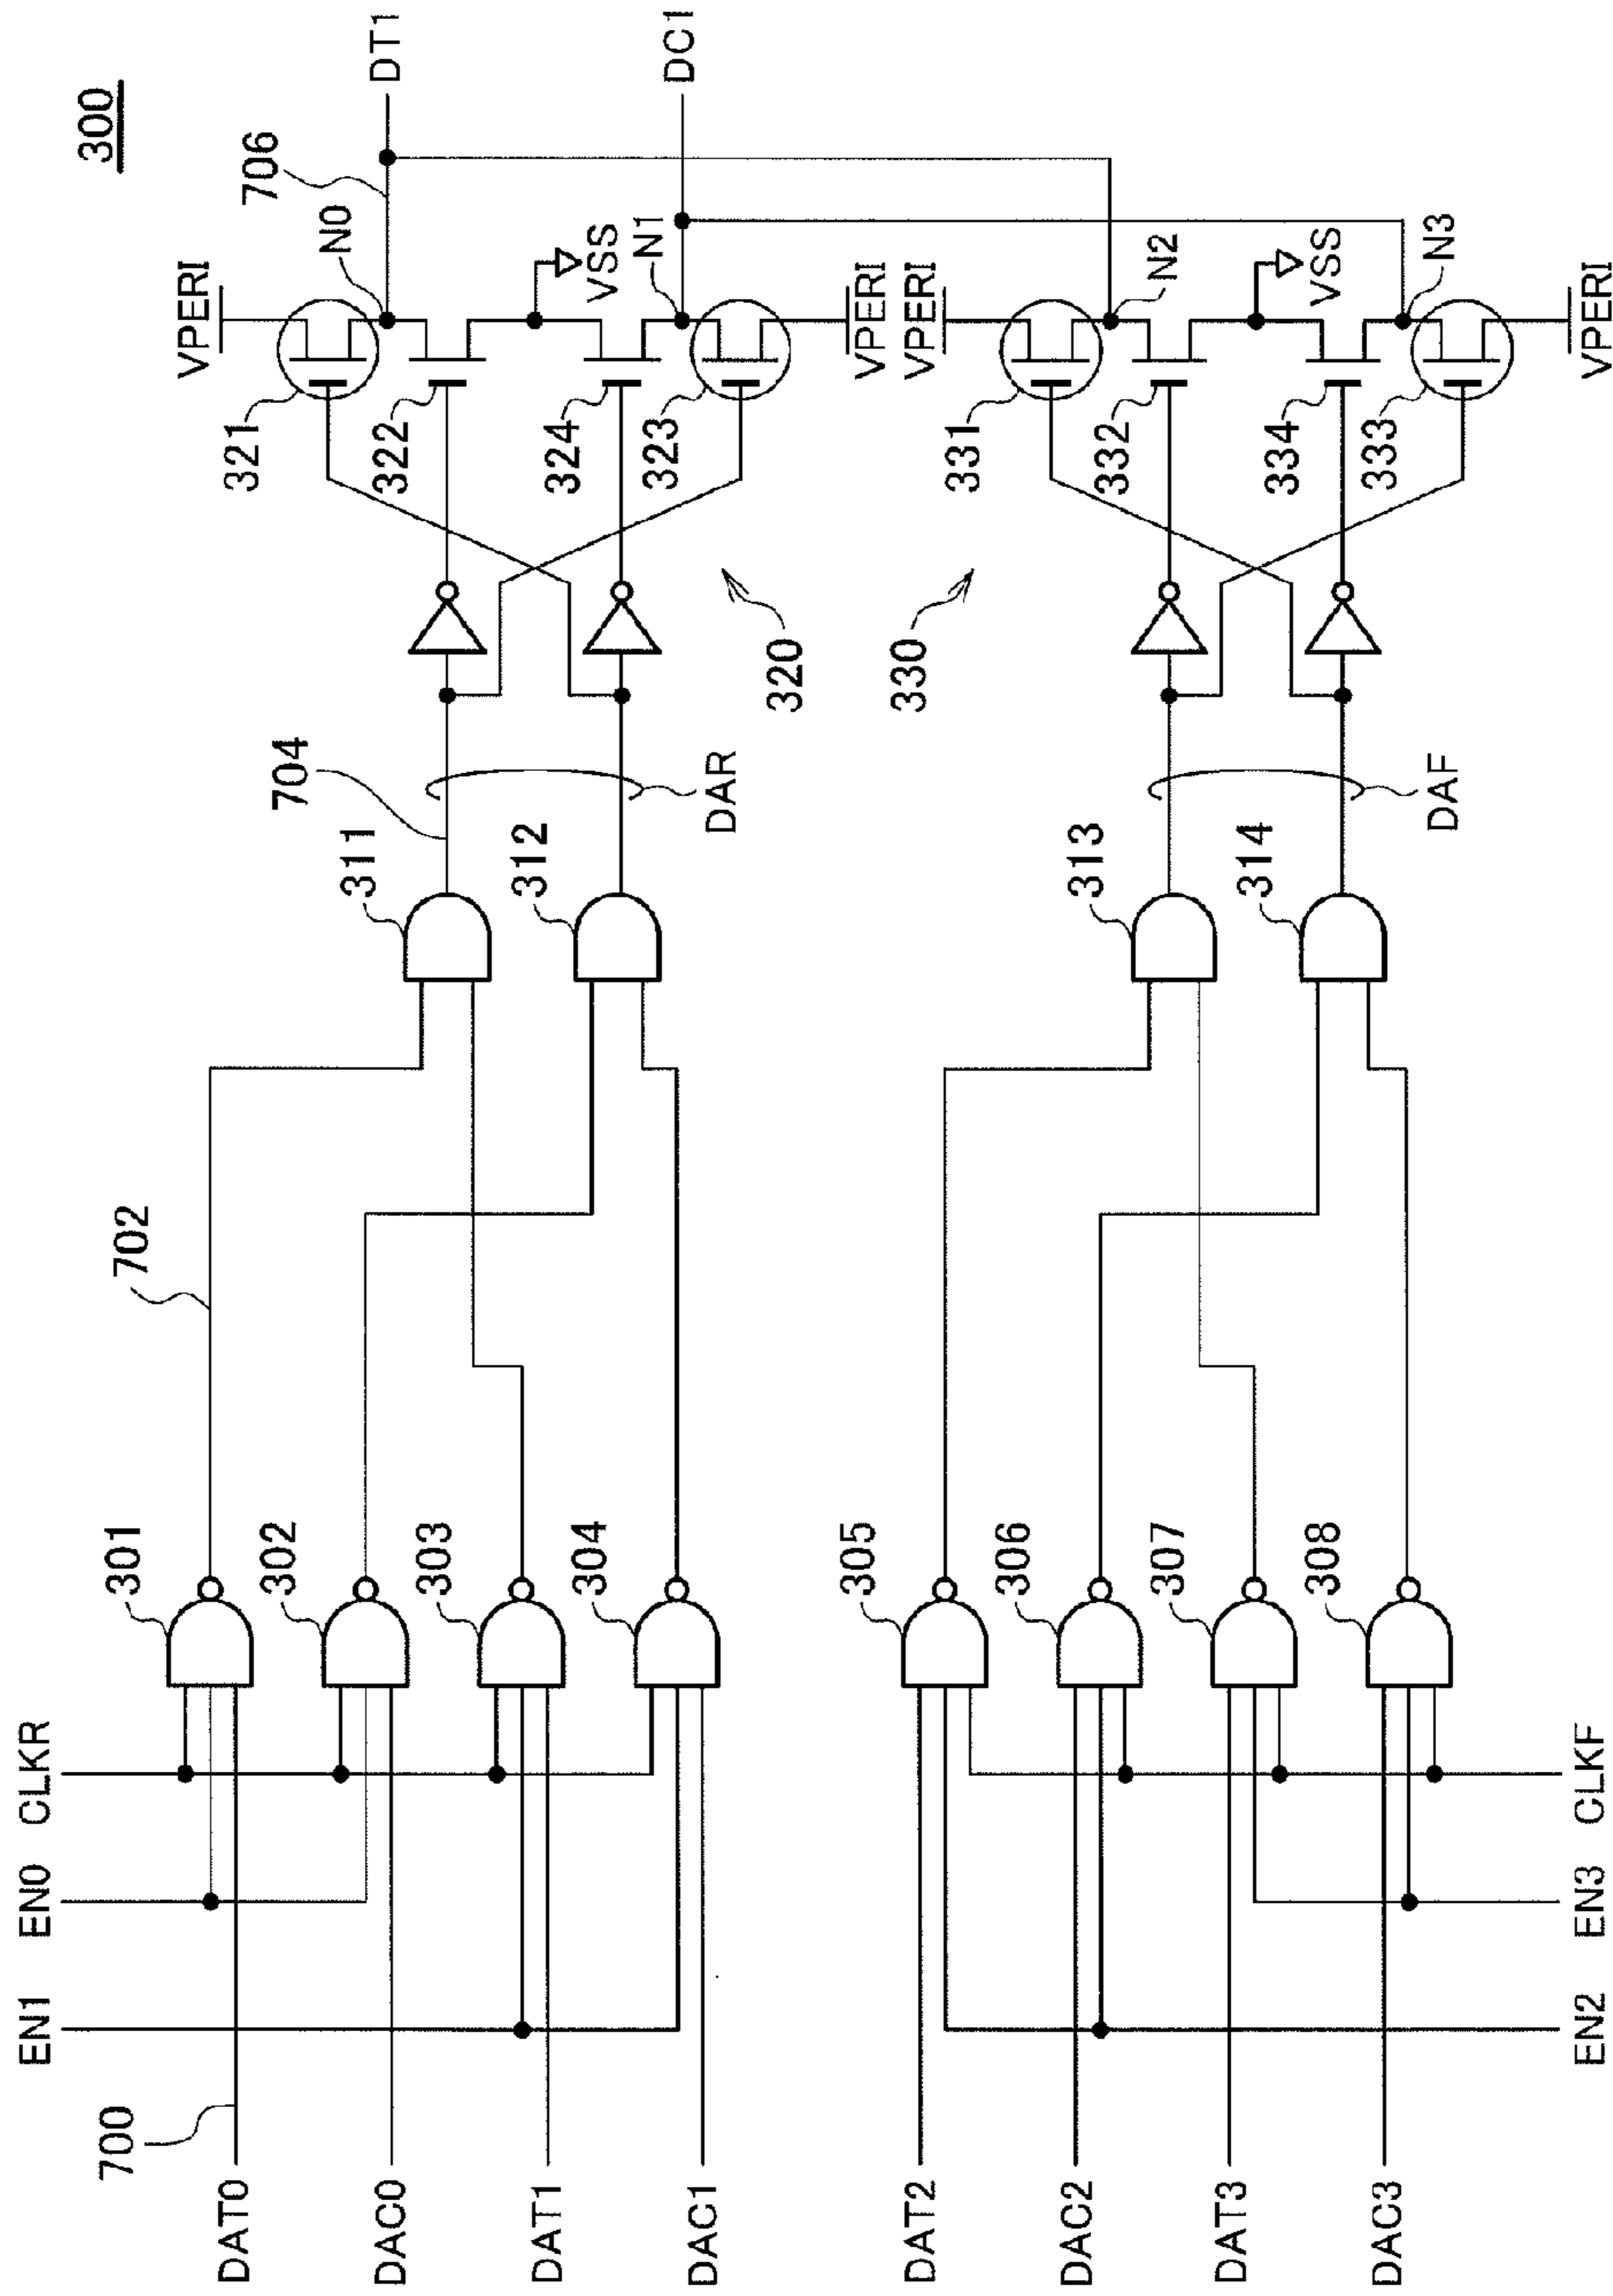 300
EN1 EN0 CLKR
700
DAT0
DAC0
DAT1
DAC1
301
302
303
304
702
311
312
704
DAR
320
321
322
324
323
VPERI
N0
VSS
N1
VPERI
706
DT1
DC1
DAT2
DAC2
DAT3
DAC3
EN2 EN3 CLKF
305
306
307
308
313
314
DAF
330
331
332
334
333
VPERI
N2
VSS
N3
VPERI